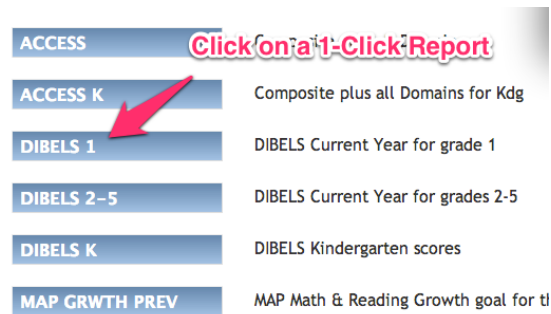 ACCESS
Click on a 1-Click Report
ACCESS K Composite plus all Domains for Kdg
DIBELS 1 DIBELS Current Year for grade 1
DIBELS 2-5 DIBELS Current Year for grades 2-5
DIBELS K DIBELS Kindergarten scores
MAP GRWTH PREV MAP Math & Reading Growth goal for